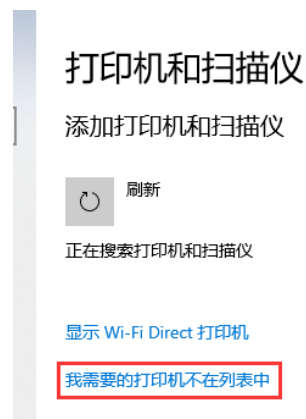 打印机和扫描仪
添加打印机和扫描仪
刷新
正在搜索打印机和扫描仪
显示 Wi-Fi Direct 打印机
我需要的打印机不在列表中